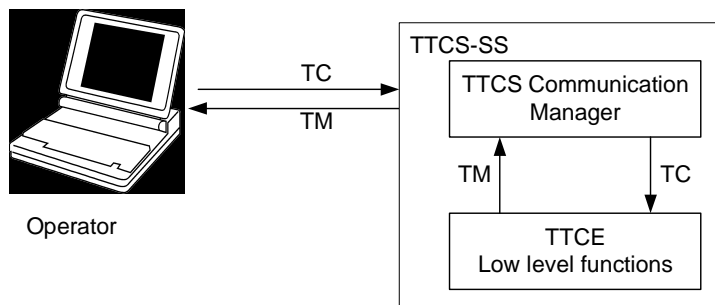 TTCS-SS
TC
TM
TTCS Communication
Manager
TM
TC
Operator
TTCE
Low level functions